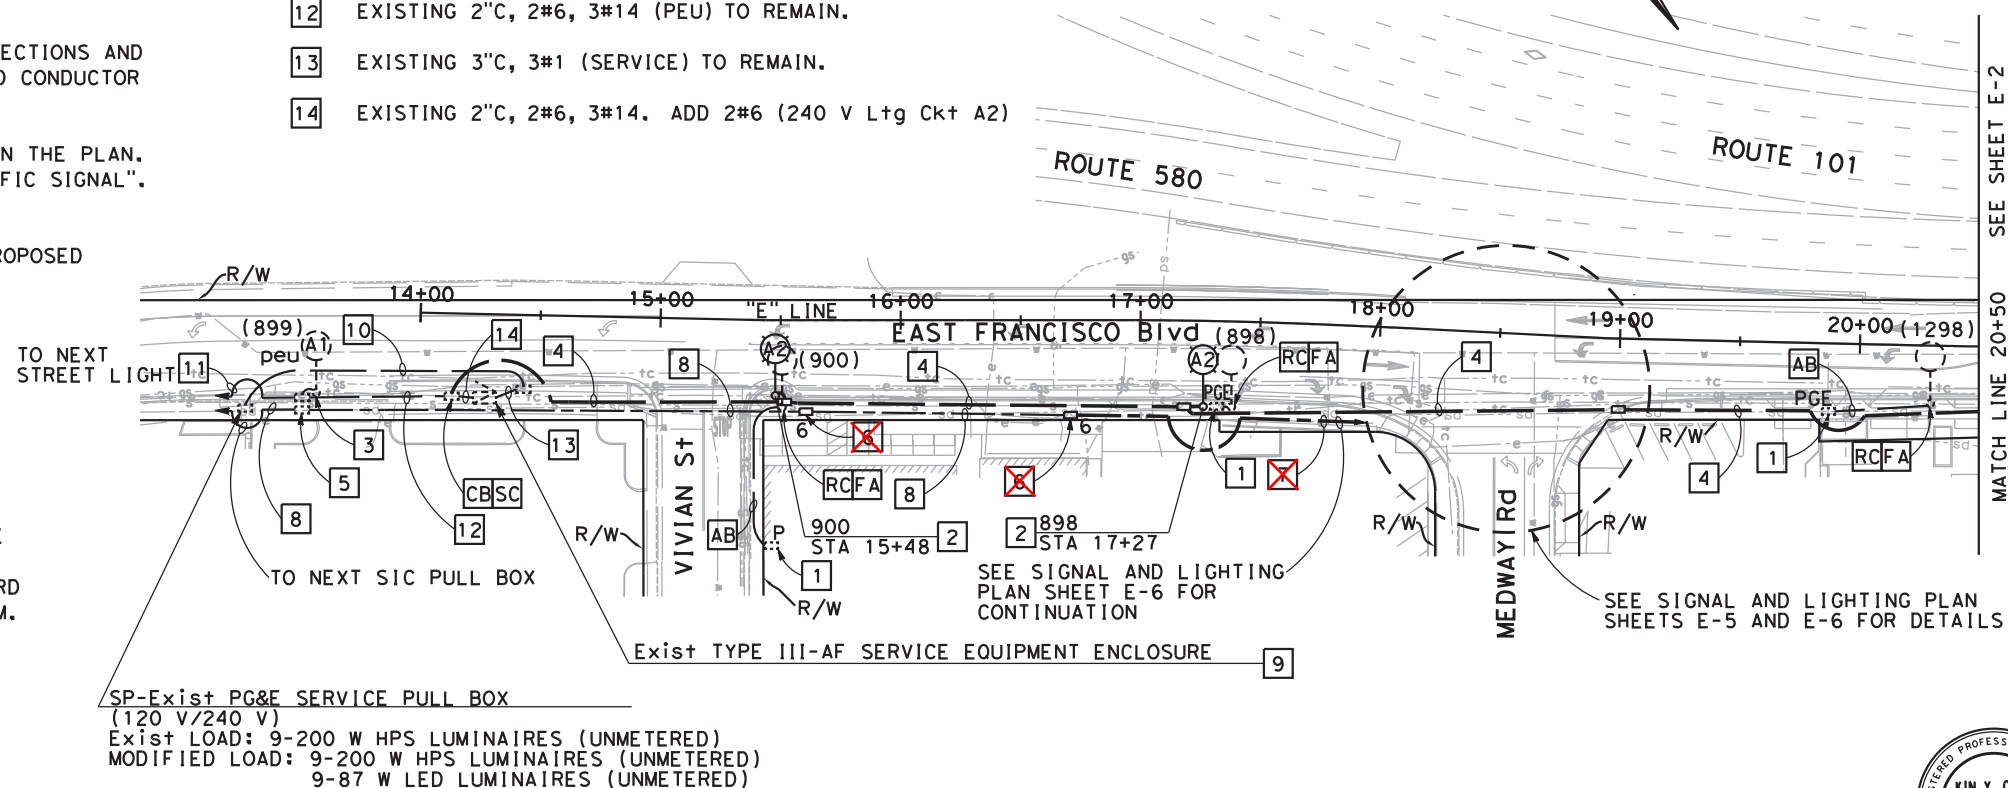 12 EXISTING 2"C, 2#6, 3#14 (PEU) TO REMAIN.
ECTIONS AND
O CONDUCTOR
13 EXISTING 3"C, 3#1 (SERVICE) TO REMAIN.
14 EXISTING 2"C, 2#6, 3#14. ADD 2#6 (240 V Ltg Ckt A2)
N THE PLAN.
FIC SIGNAL".
ROPOSED
ROUTE 580
ROUTE 101
SEE SHEET E-2
MATCH LINE 20+50
R/W
14+00
15+00
"E" LINE
16+00
17+00
18+00
19+00
20+00
EAST FRANCISCO Blvd
(899)
A1
peu
10
14
4
8
A2
(900)
4
(898)
A2
RC FA
PGE
4
(1298)
AB
PGE
TO NEXT
STREET LIGHT
11
3
5
8
CB SC
12
13
6
6
RC FA
8
6
6
1
7
R/W
4
1
RC FA
VIVIAN St
STOP
R/W
AB
P
1
R/W
900
STA 15+48
2
2
898
STA 17+27
R/W
R/W
MEDWAY Rd
TO NEXT SIC PULL BOX
SEE SIGNAL AND LIGHTING
PLAN SHEET E-6 FOR
CONTINUATION
RD
M.
SEE SIGNAL AND LIGHTING PLAN
SHEETS E-5 AND E-6 FOR DETAILS
Exist TYPE III-AF SERVICE EQUIPMENT ENCLOSURE
9
SP-Exist PG&E SERVICE PULL BOX
(120 V/240 V)
Exist LOAD: 9-200 W HPS LUMINAIRES (UNMETERED)
MODIFIED LOAD: 9-200 W HPS LUMINAIRES (UNMETERED)
9-87 W LED LUMINAIRES (UNMETERED)
TERED PROFESS